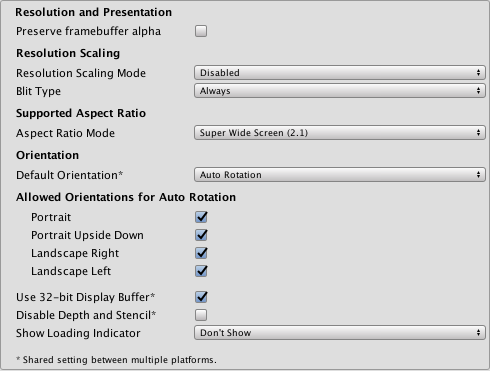 Resolution and Presentation
Preserve framebuffer alpha
Resolution Scaling
Resolution Scaling Mode Disabled
Blit Type Always
Supported Aspect Ratio
Aspect Ratio Mode Super Wide Screen (2.1)
Orientation
Default Orientation* Auto Rotation
Allowed Orientations for Auto Rotation
Portrait
Portrait Upside Down
Landscape Right
Landscape Left
Use 32-bit Display Buffer*
Disable Depth and Stencil*
Show Loading Indicator Don't Show
* Shared setting between multiple platforms.